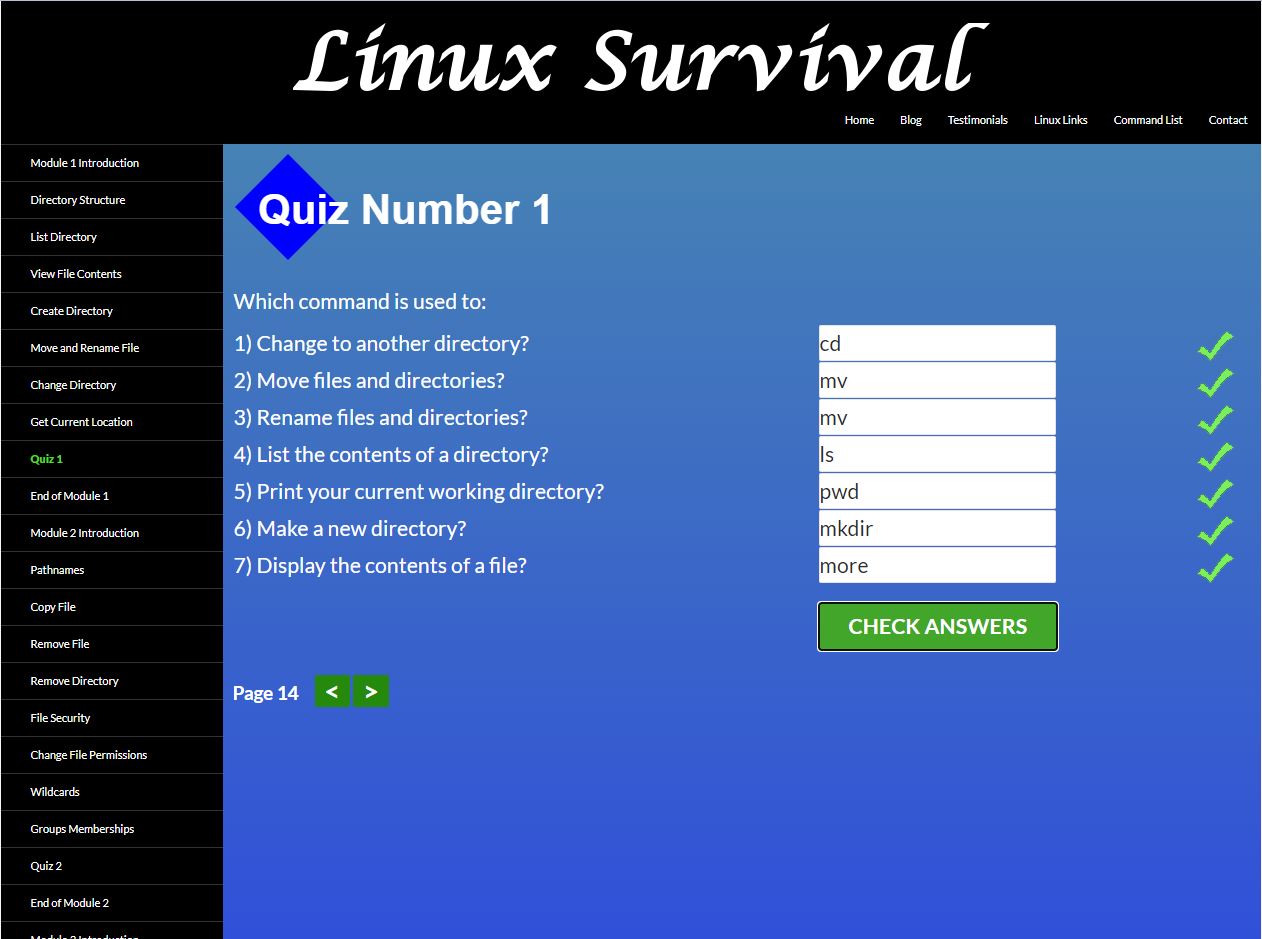 Linux Survival
Home Blog Testimonials Linux Links Command List Contact
Module 1 Introduction
Directory Structure
List Directory
View File Contents
Create Directory
Move and Rename File
Change Directory
Get Current Location
Quiz 1
End of Module 1
Module 2 Introduction
Pathnames
Copy File
Remove File
Remove Directory
File Security
Change File Permissions
Wildcards
Groups Memberships
Quiz 2
End of Module 2
Module 3 Introduction
Quiz Number 1
Which command is used to:
1) Change to another directory? cd
2) Move files and directories? mv
3) Rename files and directories? mv
4) List the contents of a directory? ls
5) Print your current working directory? pwd
6) Make a new directory? mkdir
7) Display the contents of a file? more
CHECK ANSWERS
Page 14 < >